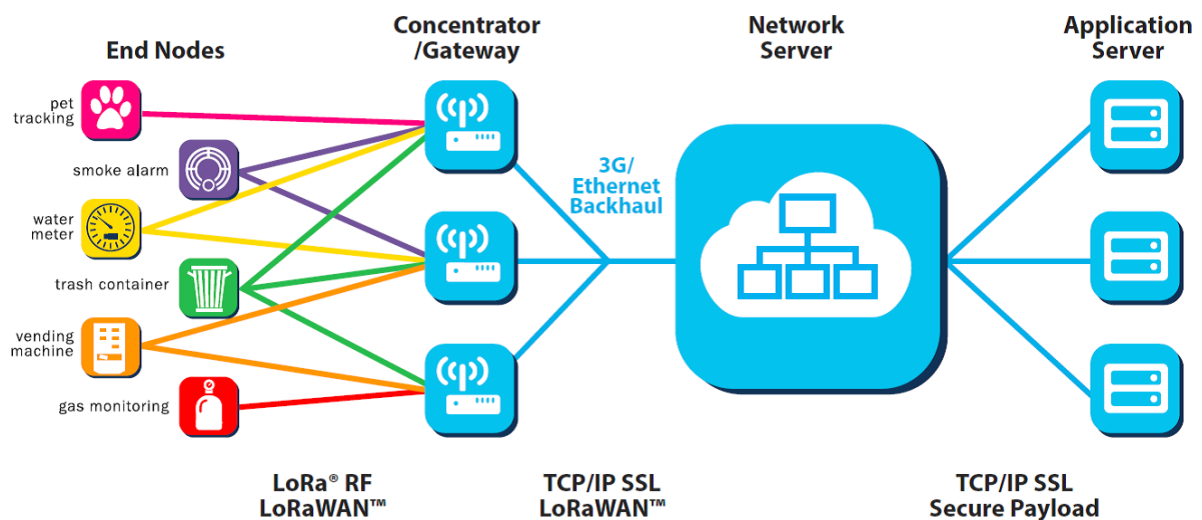 End Nodes
Concentrator
/Gateway
Network
Server
Application
Server
pet
tracking
smoke alarm
water
meter
trash container
vending
machine
gas monitoring
3G/
Ethernet
Backhaul
LoRa® RF
LoRaWAN™
TCP/IP SSL
LoRaWAN™
TCP/IP SSL
Secure Payload